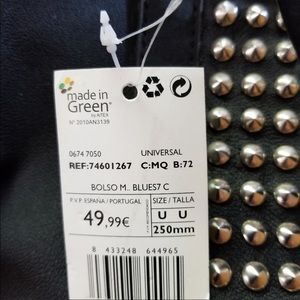 made in
Green
by AITEX
Nº 2010AN3139
0674 7050 UNIVERSAL
REF:74601267 C:MQ B:72
BOLSO M.. BLUES7 C
P.V.P. ESPAÑA / PORTUGAL SIZE / TALLA
49,99€ U U
250mm
8 433248 644965